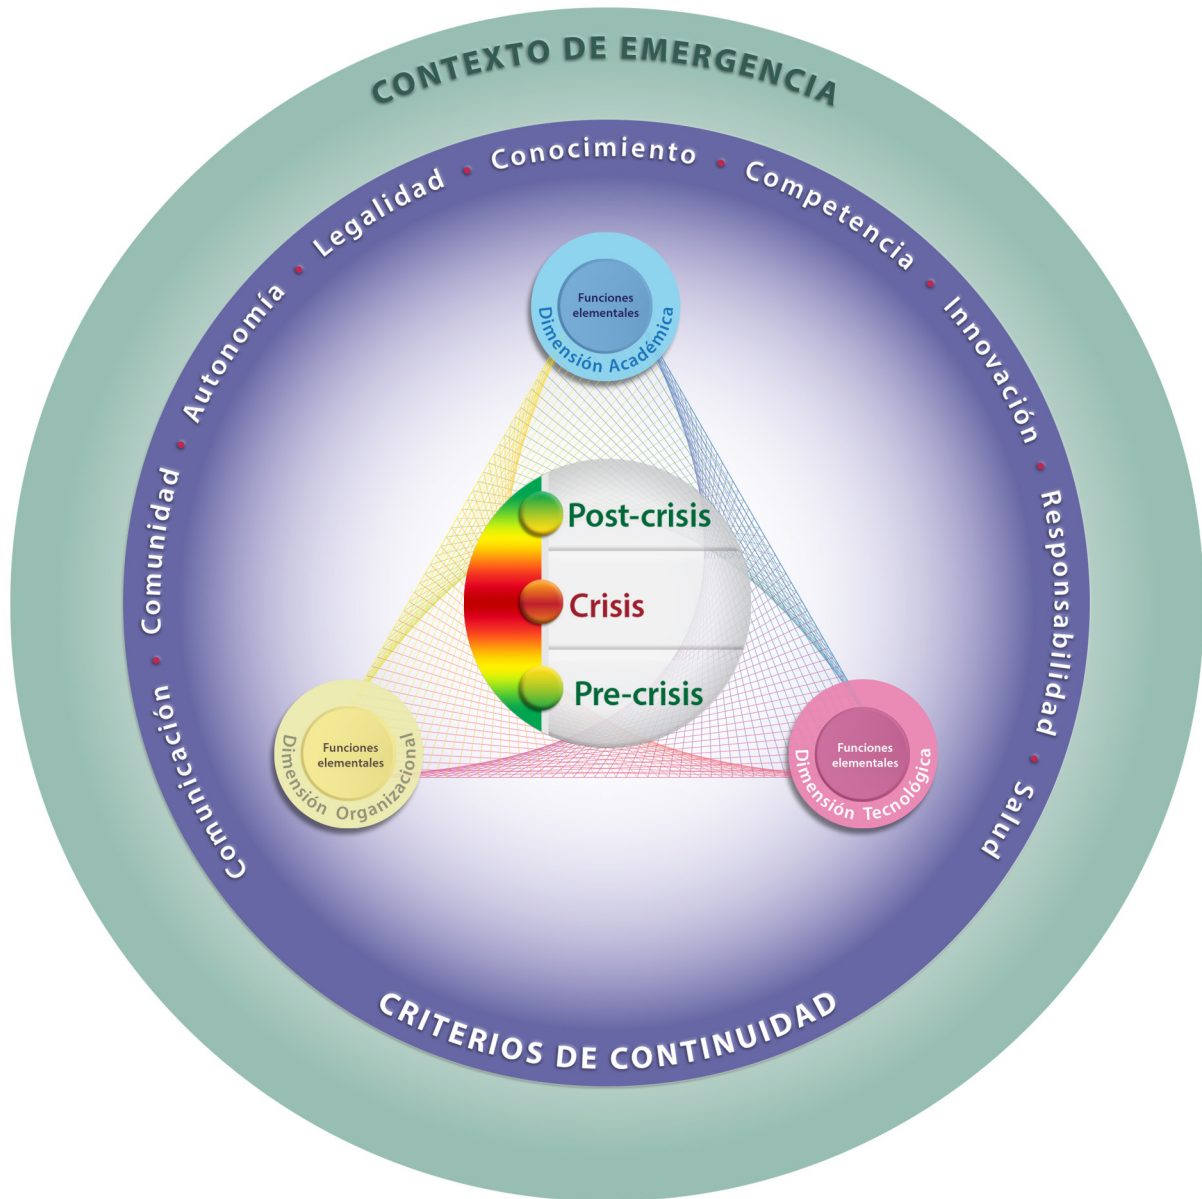 CONTEXTO DE EMERGENCIA
Comunicación • Comunidad • Autonomía • Legalidad • Conocimiento • Competencia • Innovación • Responsabilidad • Salud
Funciones
elementales
Dimensión Académica
Post-crisis
Crisis
Pre-crisis
Funciones
elementales
Dimensión Organizacional
Funciones
elementales
Dimensión Tecnológica
CRITERIOS DE CONTINUIDAD